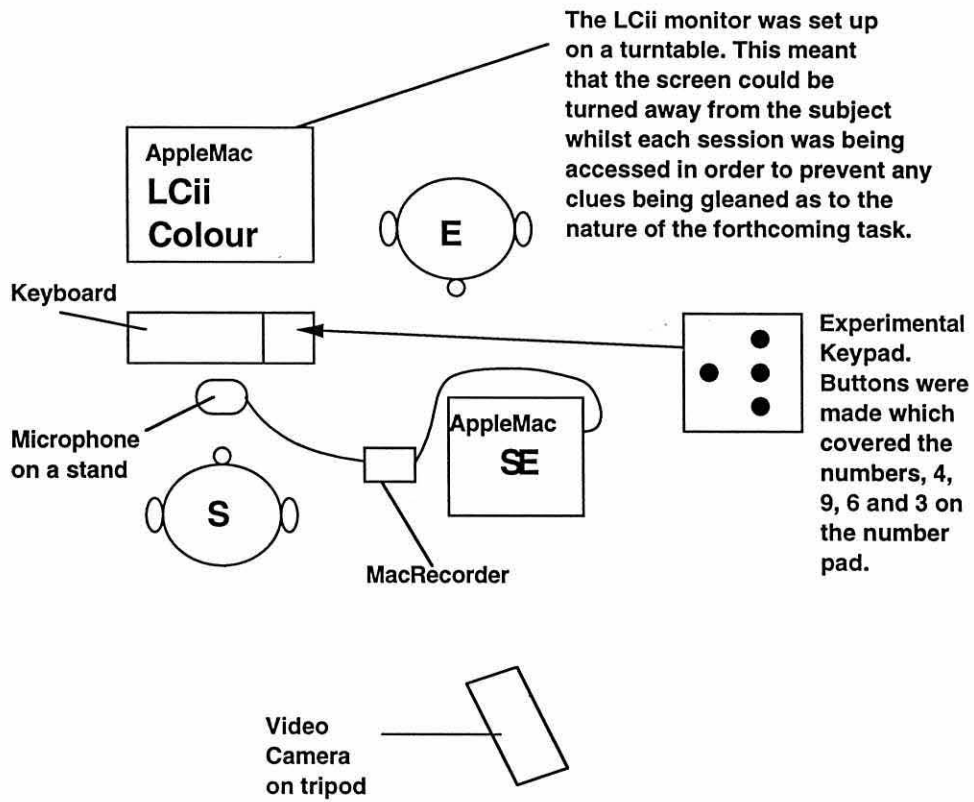 The LCii monitor was set up
on a turntable. This meant
that the screen could be
turned away from the subject
whilst each session was being
accessed in order to prevent any
clues being gleaned as to the
nature of the forthcoming task.
AppleMac
LCii
Colour
E
Keyboard
Experimental
Keypad.
Buttons were
made which
covered the
numbers, 4,
9, 6 and 3 on
the number
pad.
Microphone
on a stand
AppleMac
SE
S
MacRecorder
Video
Camera
on tripod